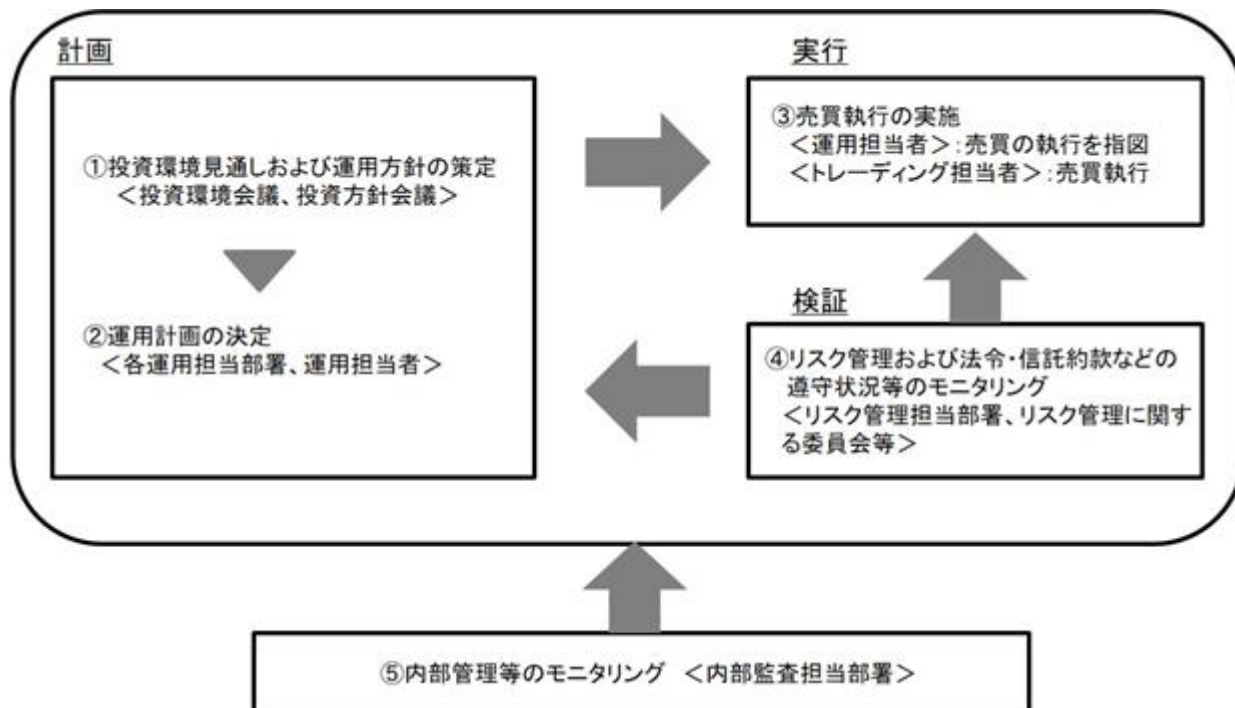 計画
①投資環境見通しおよび運用方針の策定
＜投資環境会議、投資方針会議＞
②運用計画の決定
＜各運用担当部署、運用担当者＞
実行
③売買執行の実施
＜運用担当者＞:売買の執行を指図
＜トレーディング担当者＞:売買執行
検証
④リスク管理および法令・信託約款などの
遵守状況等のモニタリング
＜リスク管理担当部署、リスク管理に関す
る委員会等＞
⑤内部管理等のモニタリング ＜内部監査担当部署＞